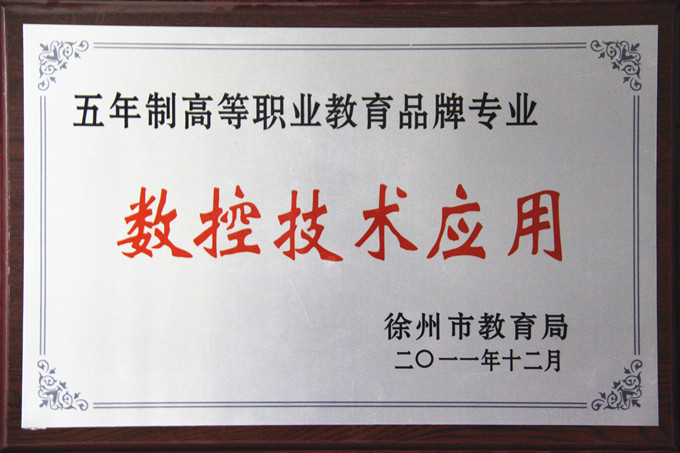 五年制高等职业教育品牌专业
数控技术应用
徐州市教育局
二〇一一年十二月